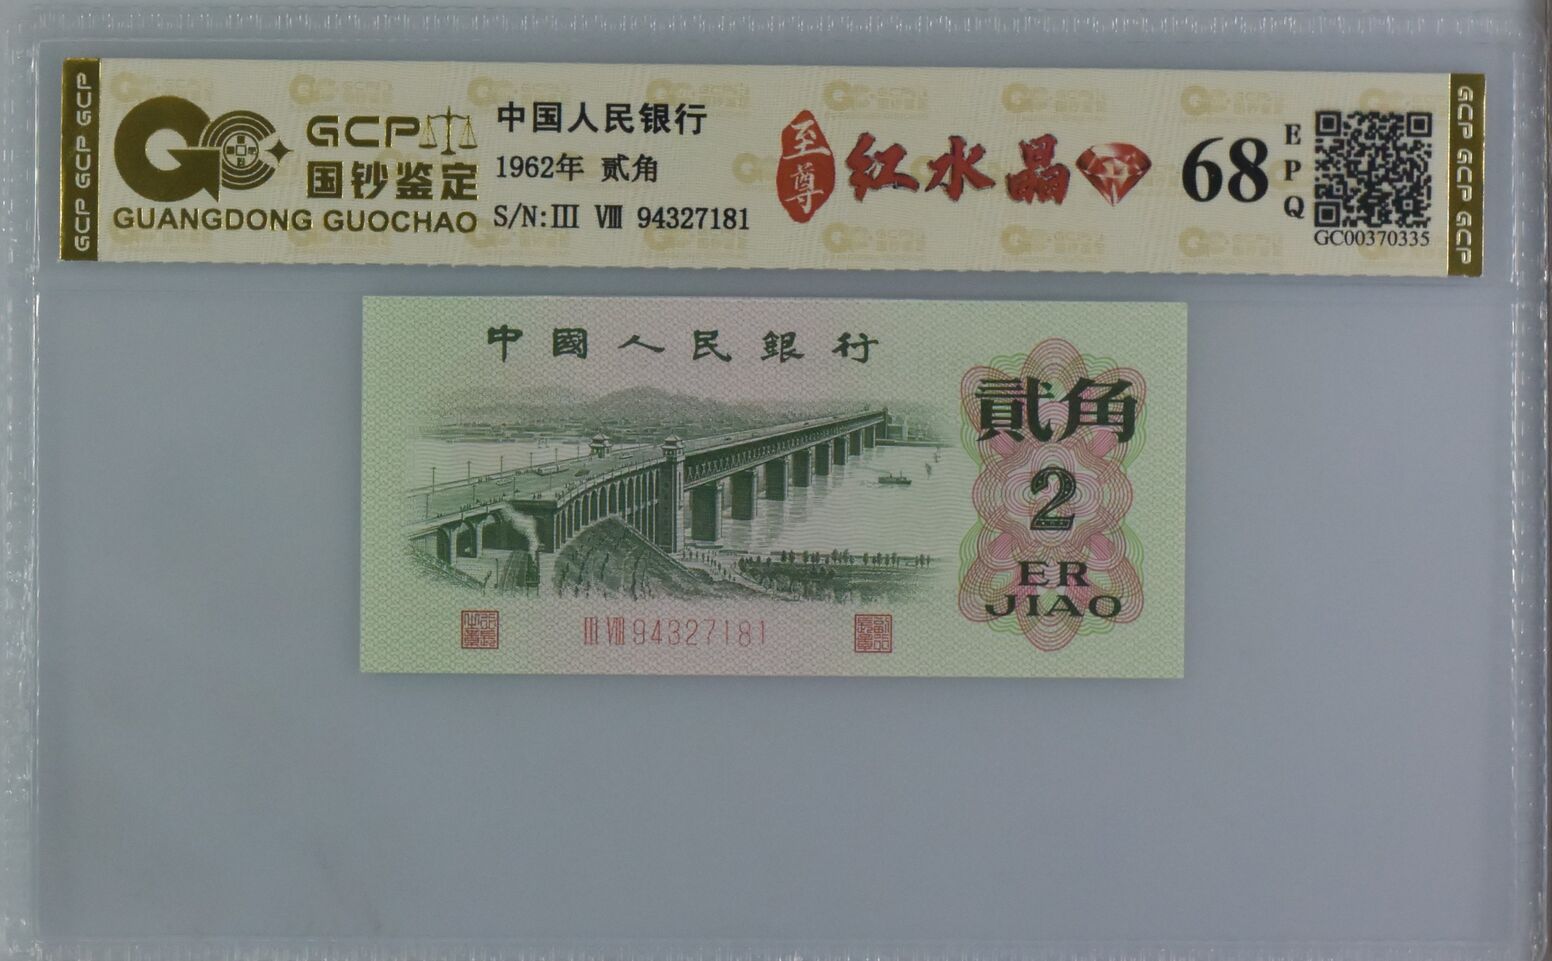 GCP GCP GCP
GCP
国钞鉴定
GUANGDONG GUOCHAO
中国人民银行
1962年 贰角
S/N:III VIII 94327181
至尊
红水晶
68
EPQ
GC00370335
GCP GCP GCP
中國人民銀行
貳角
2
ER
JIAO
III VIII 94327181